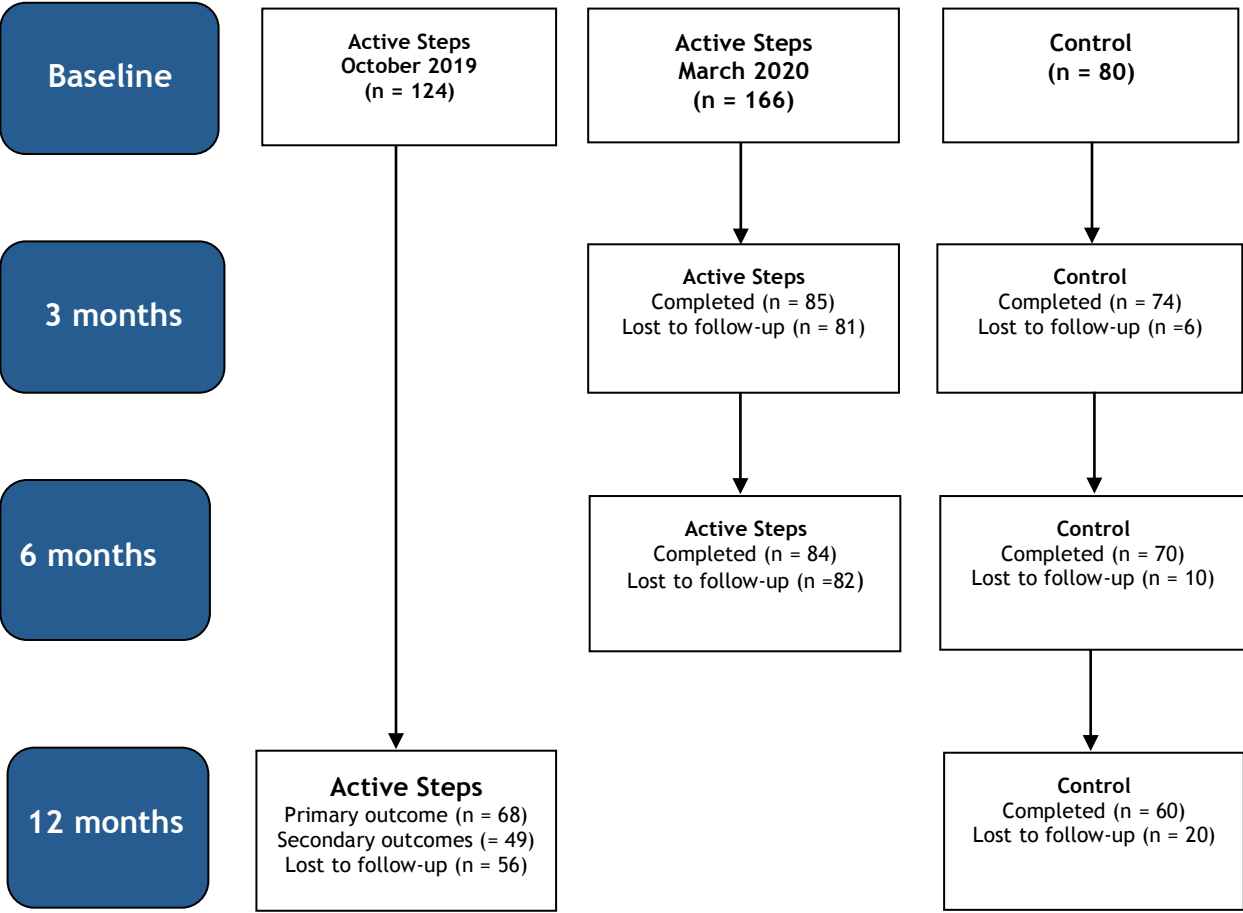 Baseline
Active Steps
October 2019
(n = 124)
Active Steps
March 2020
(n = 166)
Control
(n = 80)
3 months
Active Steps
Completed (n = 85)
Lost to follow-up (n = 81)
Control
Completed (n = 74)
Lost to follow-up (n =6)
6 months
Active Steps
Completed (n = 84)
Lost to follow-up (n =82)
Control
Completed (n = 70)
Lost to follow-up (n = 10)
12 months
Active Steps
Primary outcome (n = 68)
Secondary outcomes (= 49)
Lost to follow-up (n = 56)
Control
Completed (n = 60)
Lost to follow-up (n = 20)